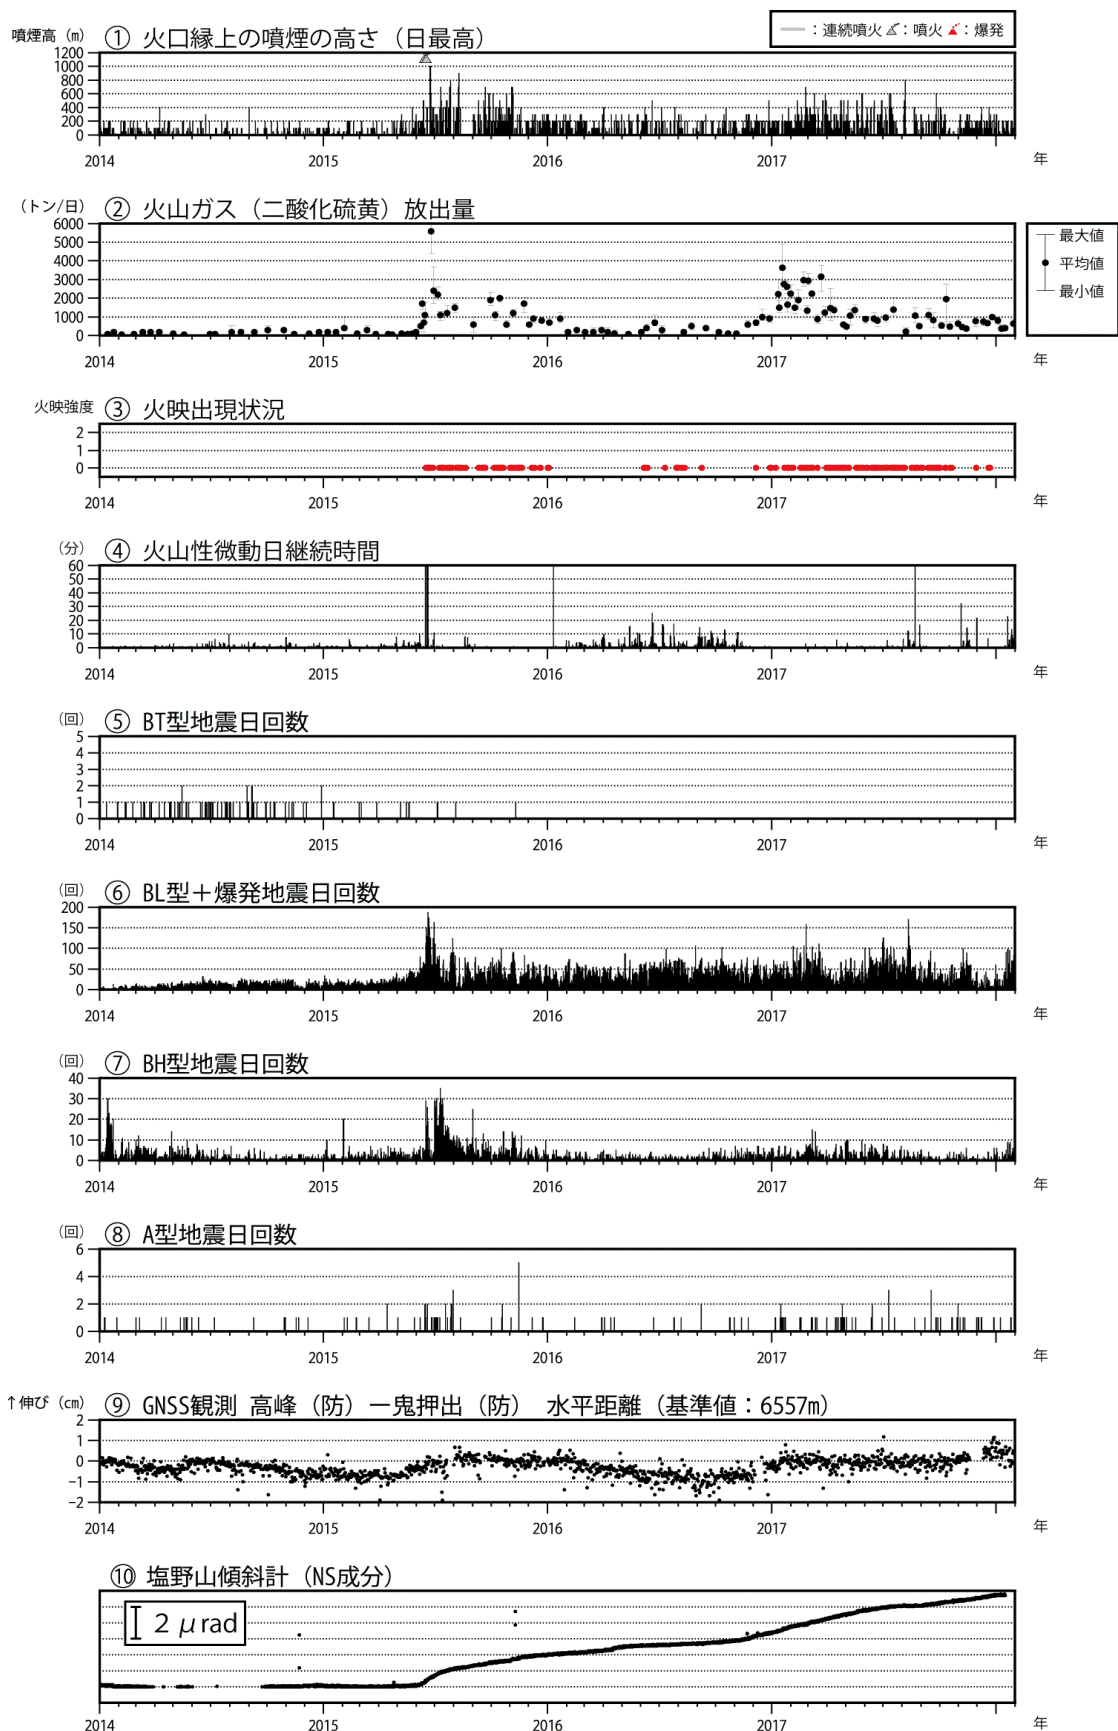 噴煙高（m） ① 火口縁上の噴煙の高さ（日最高）
：連続噴火 ：噴火 ：爆発
1200
1000
800
600
400
200
0
2014 2015 2016 2017 年
（トン/日） ② 火山ガス（二酸化硫黄）放出量
6000
5000
4000
3000
2000
1000
0
最大値
平均値
最小値
2014 2015 2016 2017 年
火映強度 ③ 火映出現状況
2
1
0
2014 2015 2016 2017 年
（分） ④ 火山性微動日継続時間
60
50
40
30
20
10
0
2014 2015 2016 2017 年
（回） ⑤ BT型地震日回数
5
4
3
2
1
0
2014 2015 2016 2017 年
（回） ⑥ BL型＋爆発地震日回数
200
150
100
50
0
2014 2015 2016 2017 年
（回） ⑦ BH型地震日回数
40
30
20
10
0
2014 2015 2016 2017 年
（回） ⑧ A型地震日回数
6
4
2
0
2014 2015 2016 2017 年
↑伸び（cm） ⑨ GNSS観測 高峰（防）ー鬼押出（防） 水平距離（基準値：6557m）
2
1
0
-1
-2
2014 2015 2016 2017 年
⑩ 塩野山傾斜計（NS成分）
2 μ rad
2014 2015 2016 2017 年